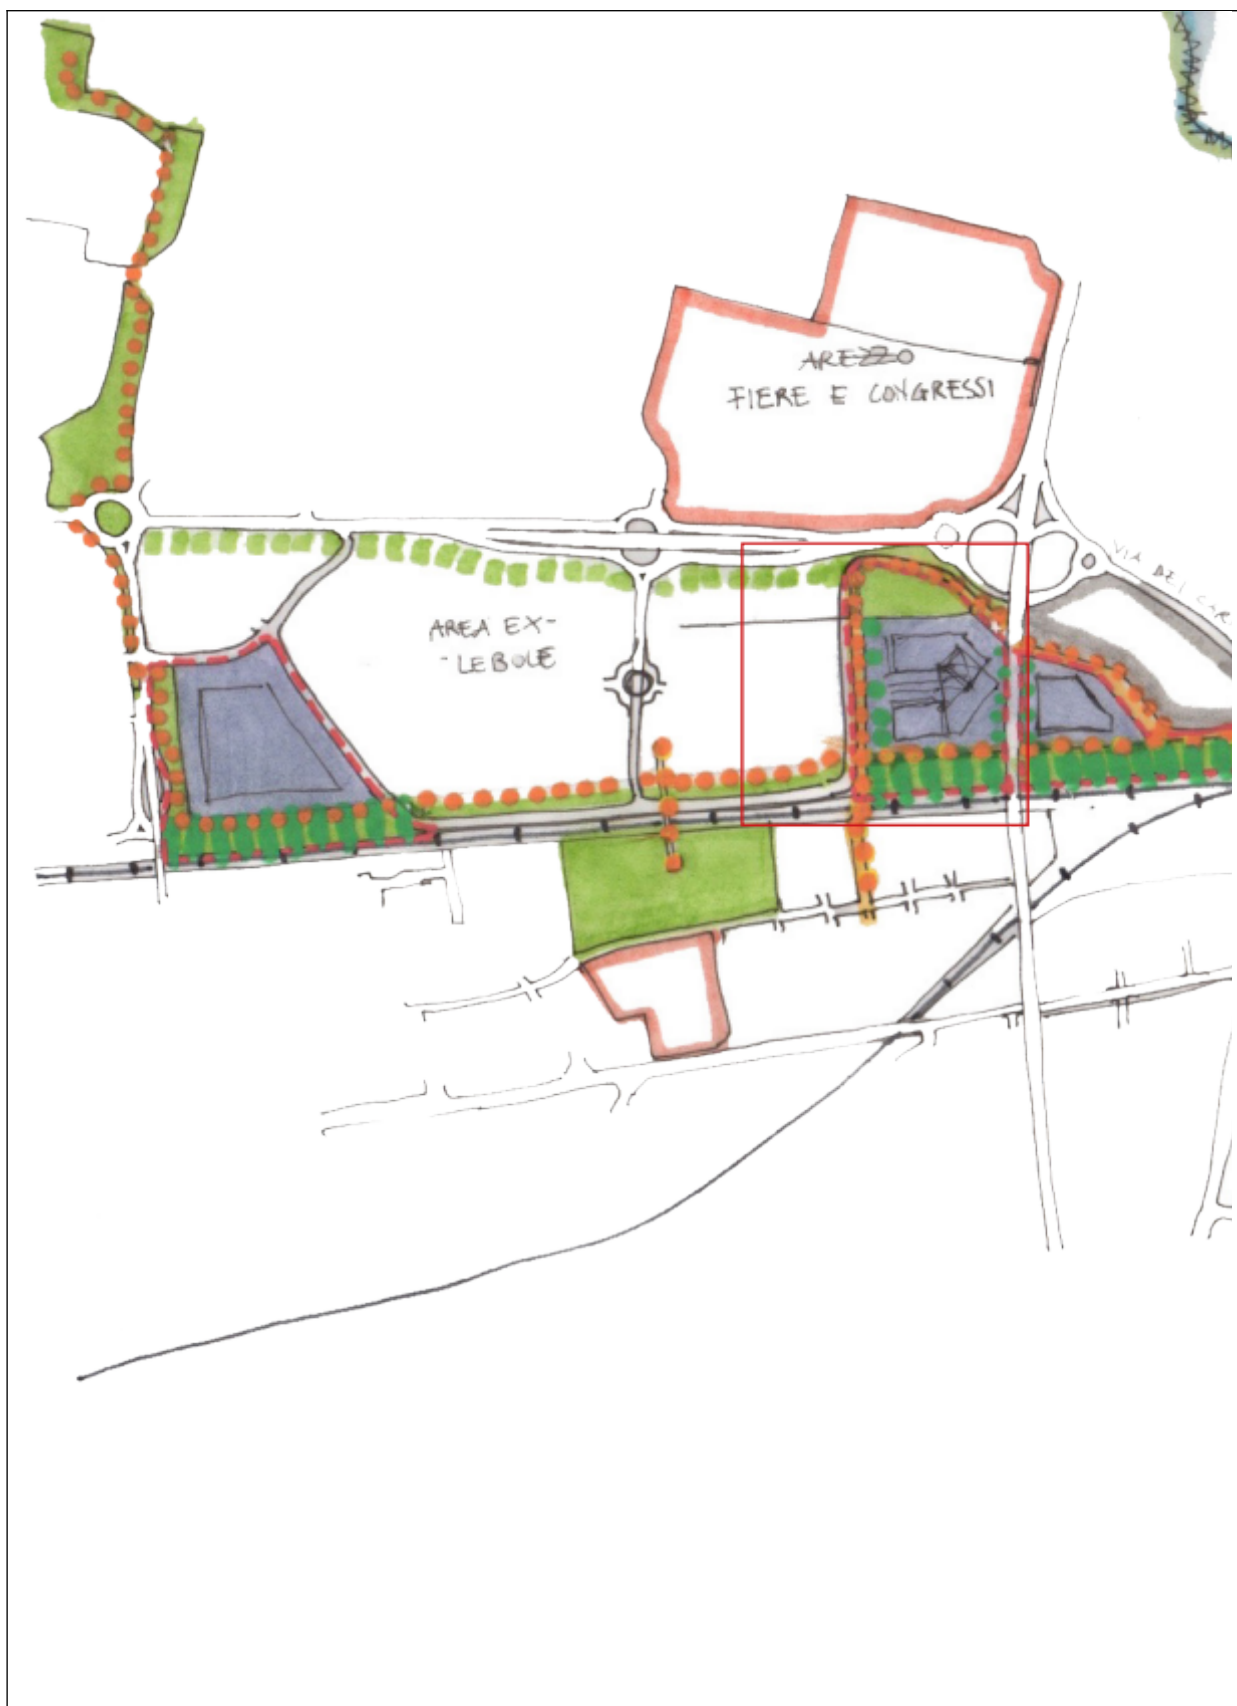 AREZZO
FIERE E CONGRESSI
VIA DEI
AREA EX-
-LEBOLE